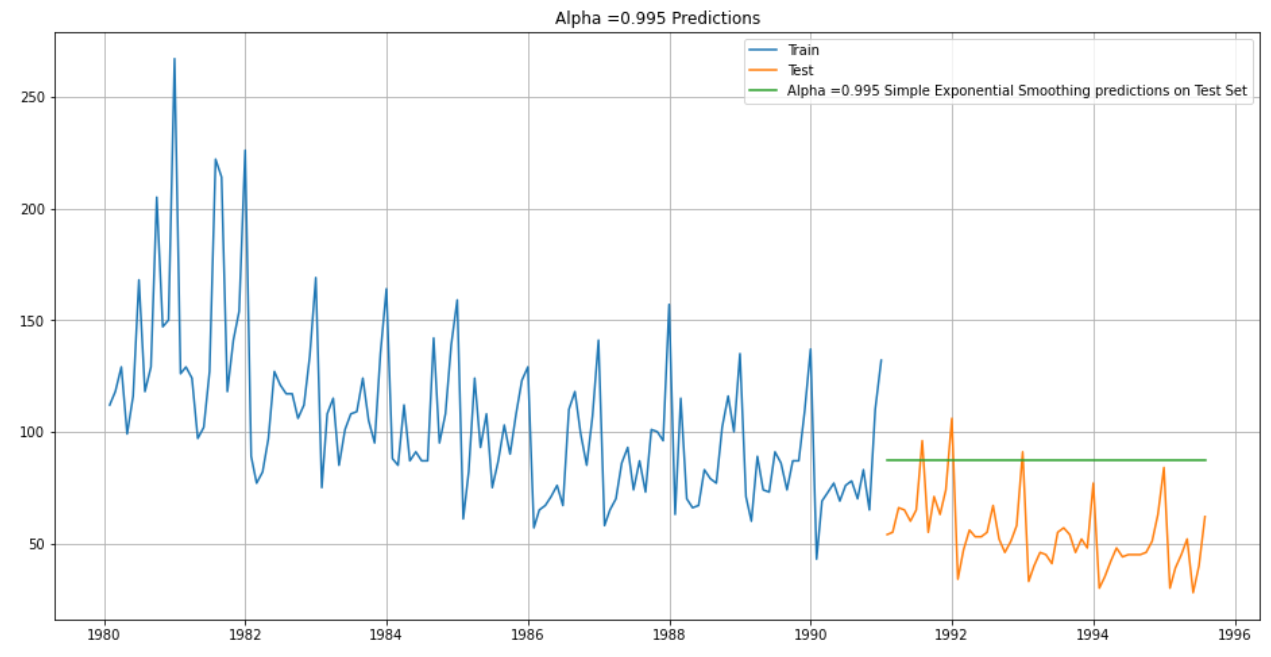 Alpha =0.995 Predictions
Train
Test
Alpha =0.995 Simple Exponential Smoothing predictions on Test Set
250
200
150
100
50
1980 1982 1984 1986 1988 1990 1992 1994 1996